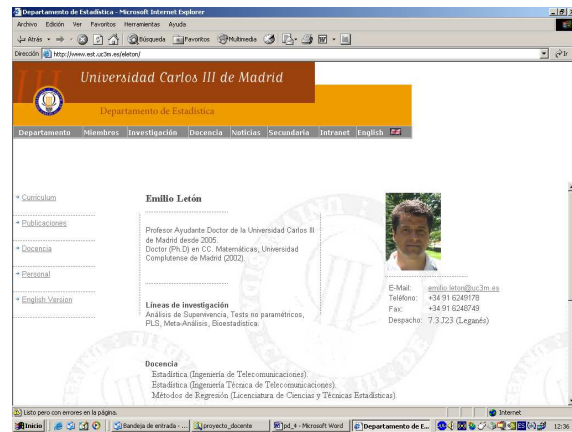 Departamento de Estadística - Microsoft Internet Explorer
Archivo Edición Ver Favoritos Herramientas Ayuda
Atrás Búsqueda Favoritos Multimedia
Dirección http://www.est.uc3m.es/eleton/ Ir
Universidad Carlos III de Madrid
Departamento de Estadística
Departamento Miembros Investigación Docencia Noticias Secundaria Intranet English
Curriculum
Publicaciones
Docencia
Personal
English Version
Emilio Letón
Profesor Ayudante Doctor de la Universidad Carlos III
de Madrid desde 2005.
Doctor (Ph.D) en CC. Matemáticas, Universidad
Complutense de Madrid (2002).
Líneas de investigación
Análisis de Supervivencia, Tests no paramétricos,
PLS, Meta-Análisis, Bioestadística.
E-Mail: emilio.leton@uc3m.es
Teléfono: +34 91 6249178
Fax: +34 91 6248749
Despacho: 7.3.J23 (Leganés)
Docencia
Estadística (Ingeniería de Telecomunicaciones).
Estadística (Ingeniería Técnica de Telecomunicaciones).
Métodos de Regresión (Licenciatura de Ciencias y Técnicas Estadísticas).
Listo pero con errores en la página. Internet
Inicio Bandeja de entrada - ... proyecto_docente pd_4 - Microsoft Word Departamento de E... ES 12:36